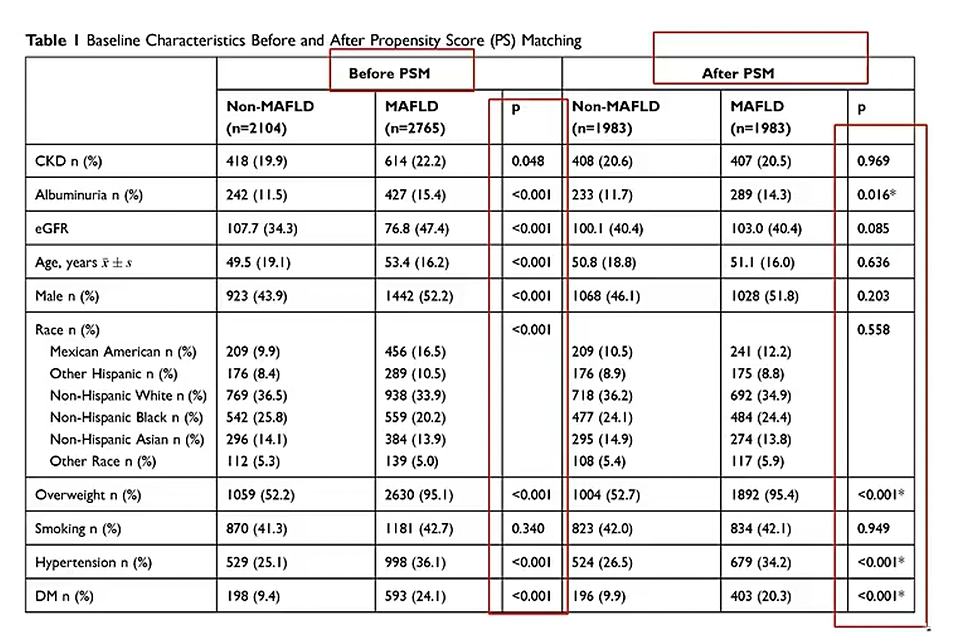 Table 1 Baseline Characteristics Before and After Propensity Score (PS) Matching
Before PSM After PSM
Non-MAFLD (n=2104) MAFLD (n=2765) p Non-MAFLD (n=1983) MAFLD (n=1983) p
CKD n (%) 418 (19.9) 614 (22.2) 0.048 408 (20.6) 407 (20.5) 0.969
Albuminuria n (%) 242 (11.5) 427 (15.4) <0.001 233 (11.7) 289 (14.3) 0.016*
eGFR 107.7 (34.3) 76.8 (47.4) <0.001 100.1 (40.4) 103.0 (40.4) 0.085
Age, years x̄ ± s 49.5 (19.1) 53.4 (16.2) <0.001 50.8 (18.8) 51.1 (16.0) 0.636
Male n (%) 923 (43.9) 1442 (52.2) <0.001 1068 (46.1) 1028 (51.8) 0.203
Race n (%) <0.001 0.558
Mexican American n (%) 209 (9.9) 456 (16.5) 209 (10.5) 241 (12.2)
Other Hispanic n (%) 176 (8.4) 289 (10.5) 176 (8.9) 175 (8.8)
Non-Hispanic White n (%) 769 (36.5) 938 (33.9) 718 (36.2) 692 (34.9)
Non-Hispanic Black n (%) 542 (25.8) 559 (20.2) 477 (24.1) 484 (24.4)
Non-Hispanic Asian n (%) 296 (14.1) 384 (13.9) 295 (14.9) 274 (13.8)
Other Race n (%) 112 (5.3) 139 (5.0) 108 (5.4) 117 (5.9)
Overweight n (%) 1059 (52.2) 2630 (95.1) <0.001 1004 (52.7) 1892 (95.4) <0.001*
Smoking n (%) 870 (41.3) 1181 (42.7) 0.340 823 (42.0) 834 (42.1) 0.949
Hypertension n (%) 529 (25.1) 998 (36.1) <0.001 524 (26.5) 679 (34.2) <0.001*
DM n (%) 198 (9.4) 593 (24.1) <0.001 196 (9.9) 403 (20.3) <0.001*